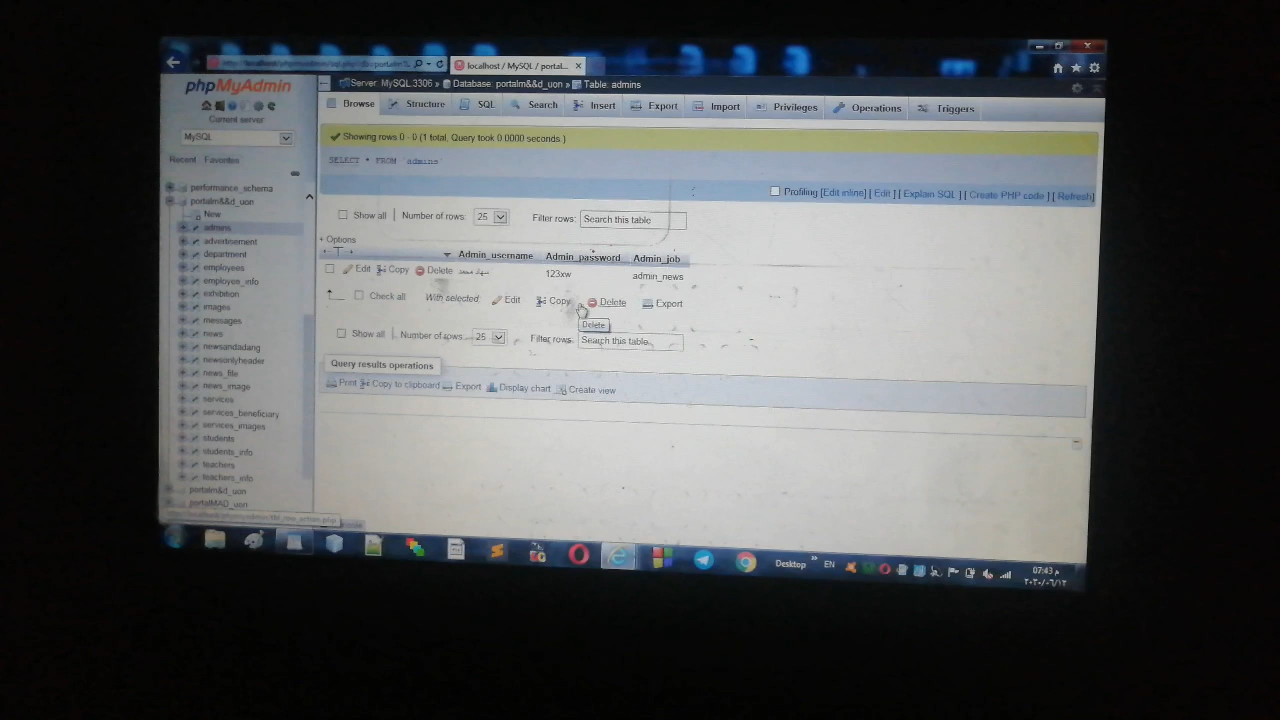 localhost / MySQL / portal...
phpMyAdmin
Current server:
MySQL
Recent Favorites
performance_schema
portalm&&d_uon
New
admins
advertinement
department
employees
employee_info
exhibition
images
messages
news
newsandadang
newsonlyheader
news_file
news_image
services
services_beneficiary
services_images
students
students_info
teachers
teachers_info
portalm&d_uon
portalMAD_uon
Server: MySQL:3306 » Database: portalm&&d_uon » Table: admins
Browse Structure SQL Search Insert Export Import Privileges Operations Triggers
Showing rows 0 - 0 (1 total, Query took 0.0000 seconds.)
SELECT * FROM `admins`
Profiling [Edit inline] [ Edit ] [ Explain SQL ] [ Create PHP code ] [ Refresh]
Show all Number of rows: 25 Filter rows: Search this table
+ Options
Admin_username Admin_password Admin_job
Edit Copy Delete 123xw admin_news
Check all With selected: Edit Copy Delete Export
Delete
Show all Number of rows: 25 Filter rows: Search this table
Query results operations
Print Copy to clipboard Export Display chart Create view
Desktop » EN 07:43 م
٢٠٢٠/٠٦/١٢